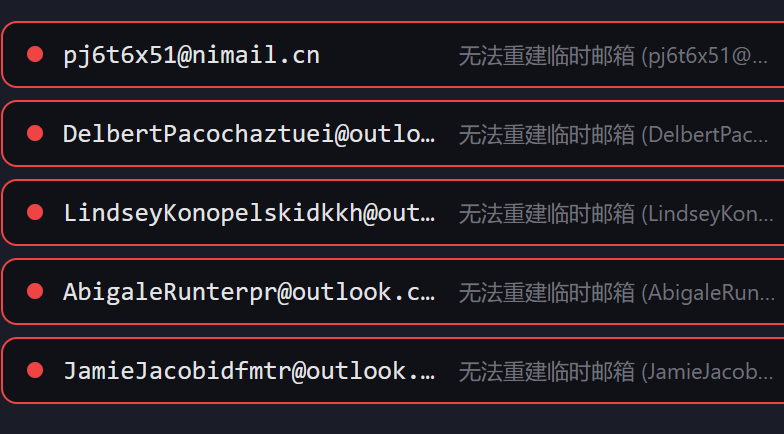 pj6t6x51@nimail.cn 无法重建临时邮箱 (pj6t6x51@...
DelbertPacochaztuei@outlo... 无法重建临时邮箱 (DelbertPac...
LindseyKonopelskidkkh@out... 无法重建临时邮箱 (LindseyKon...
AbigaleRunterpr@outlook.c... 无法重建临时邮箱 (AbigaleRun...
JamieJacobidfmtr@outlook.... 无法重建临时邮箱 (JamieJacob...